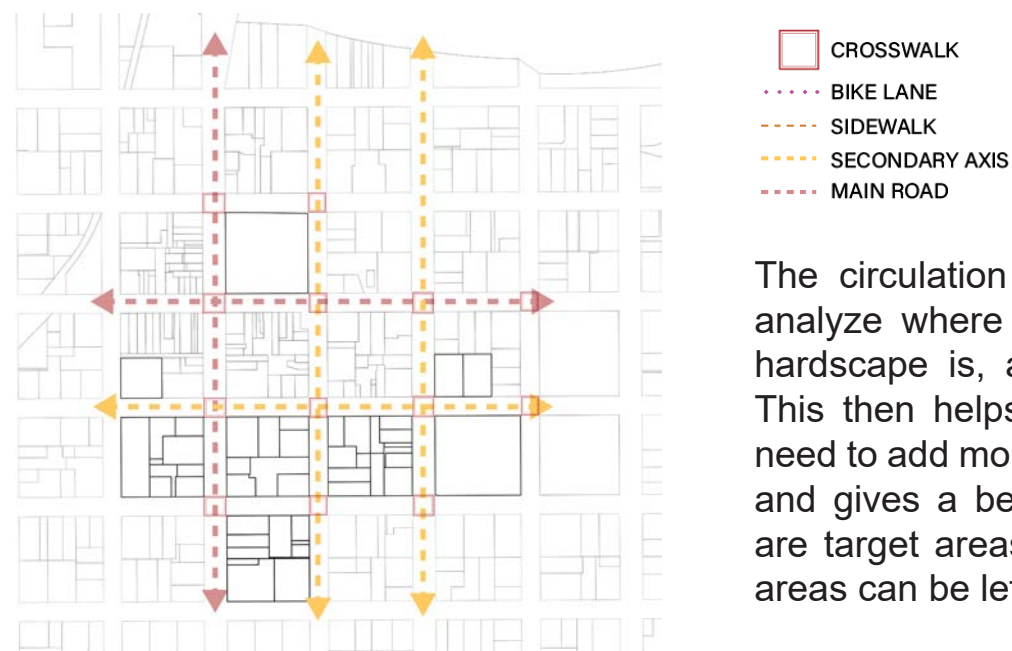 CROSSWALK
BIKE LANE
SIDEWALK
SECONDARY AXIS
MAIN ROAD
The circulation
analyze where
hardscape is,
This then helps
need to add mo
and gives a be
are target areas
areas can be le